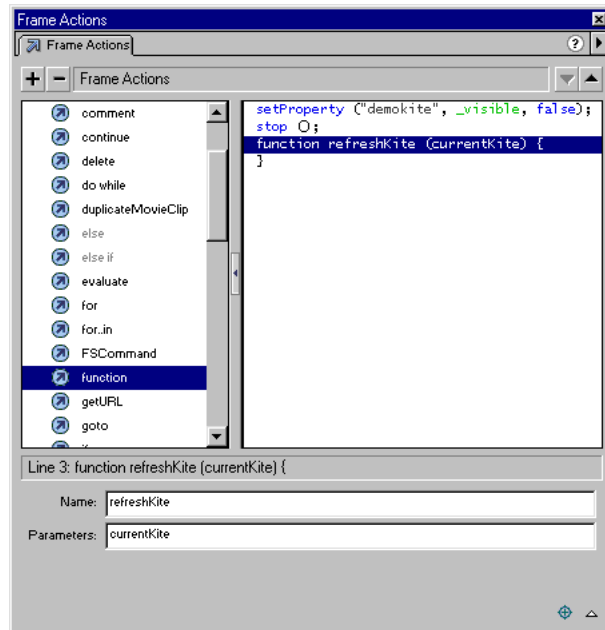 Frame Actions
Frame Actions
?
+ − Frame Actions
comment
continue
delete
do while
duplicateMovieClip
else
else if
evaluate
for
for..in
FSCommand
function
getURL
goto
setProperty ("demokite", _visible, false);
stop ();
function refreshKite (currentKite) {
}
Line 3: function refreshKite (currentKite) {
Name: refreshKite
Parameters: currentKite